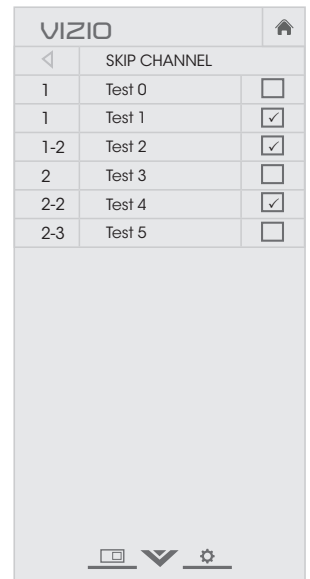 VIZIO
SKIP CHANNEL
1 Test 0
1 Test 1
1-2 Test 2
2 Test 3
2-2 Test 4
2-3 Test 5